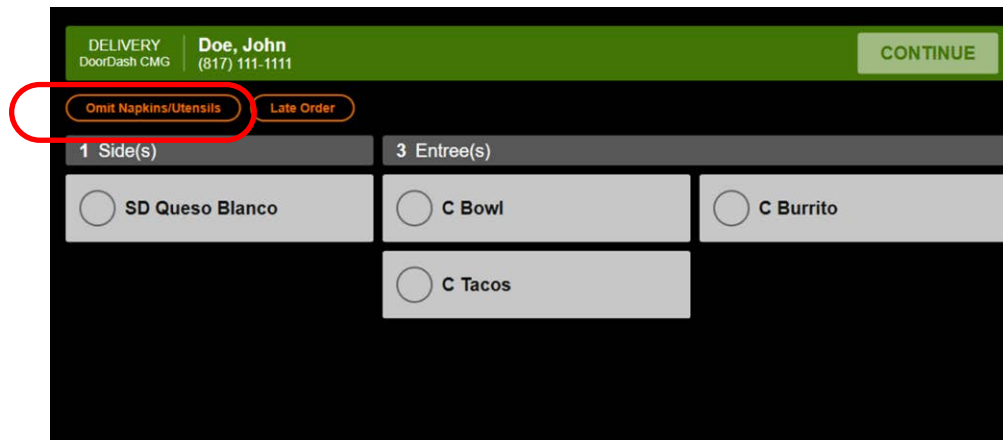 DELIVERY
DoorDash CMG
Doe, John
(817) 111-1111
CONTINUE
Omit Napkins/Utensils
Late Order
1 Side(s)
3 Entree(s)
SD Queso Blanco
C Bowl
C Burrito
C Tacos